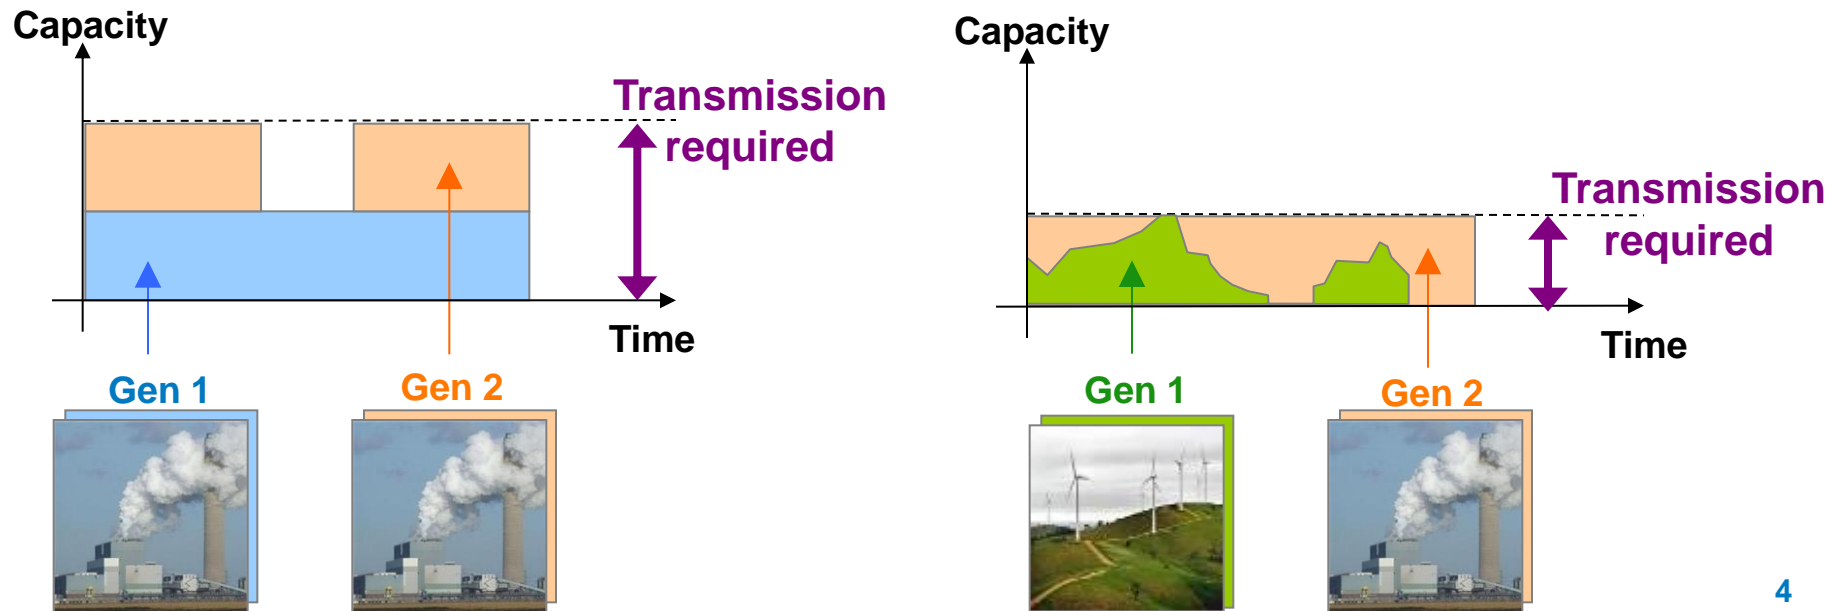 Capacity
Transmission
required
Time
Gen 1
Gen 2
Capacity
Transmission
required
Time
Gen 1
Gen 2
4